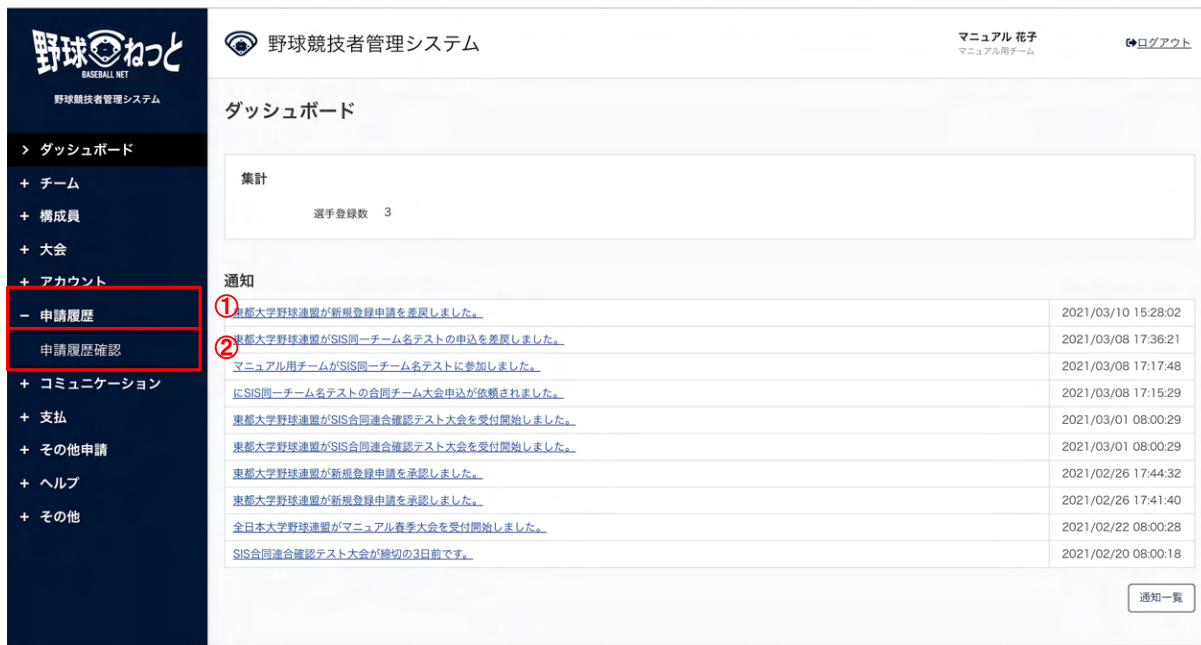 野球ねっと
BASEBALL NET
野球競技者管理システム
> ダッシュボード
+ チーム
+ 構成員
+ 大会
+ アカウント
− 申請履歴
申請履歴確認
+ コミュニケーション
+ 支払
+ その他申請
+ ヘルプ
+ その他
野球競技者管理システム
マニュアル 花子
マニュアル用チーム
ログアウト
ダッシュボード
集計
選手登録数 3
通知
①
東都大学野球連盟が新規登録申請を差戻しました。 2021/03/10 15:28:02
②
東都大学野球連盟がSIS同一チーム名テストの申込を差戻しました。 2021/03/08 17:36:21
マニュアル用チームがSIS同一チーム名テストに参加しました。 2021/03/08 17:17:48
にSIS同一チーム名テストの合同チーム大会申込が依頼されました。 2021/03/08 17:15:29
東都大学野球連盟がSIS合同連合確認テスト大会を受付開始しました。 2021/03/01 08:00:29
東都大学野球連盟がSIS合同連合確認テスト大会を受付開始しました。 2021/03/01 08:00:29
東都大学野球連盟が新規登録申請を承認しました。 2021/02/26 17:44:32
東都大学野球連盟が新規登録申請を承認しました。 2021/02/26 17:41:40
全日本大学野球連盟がマニュアル春季大会を受付開始しました。 2021/02/22 08:00:28
SIS合同連合確認テスト大会が締切の3日前です。 2021/02/20 08:00:18
通知一覧